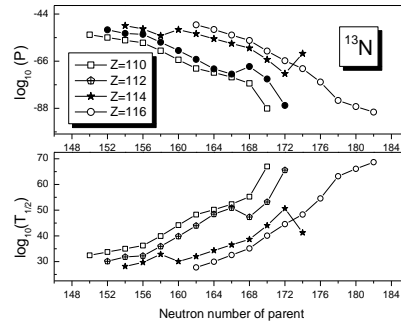 -44
-66
-88
log10 (P)
13N
Z=110
Z=112
Z=114
Z=116
148 152 156 160 164 168 172 176 180 184
70
60
50
40
30
log10(T1/2)
148 152 156 160 164 168 172 176 180 184
Neutron number of parent